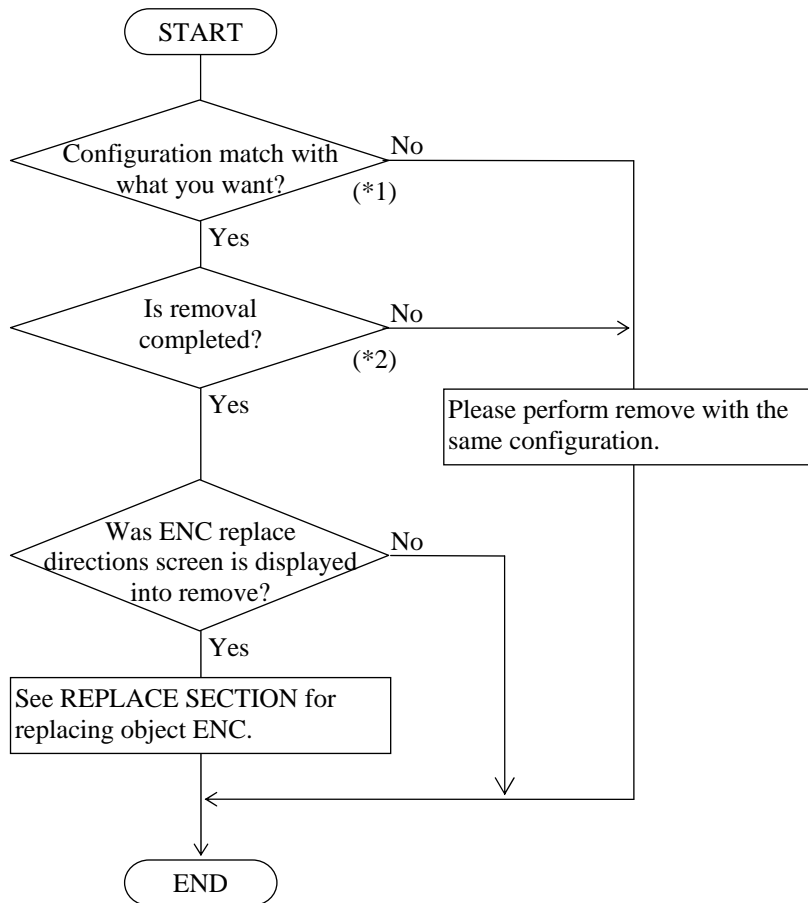 START
Configuration match with
what you want?
No
(*1)
Yes
Is removal
completed?
No
(*2)
Yes
Please perform remove with the
same configuration.
Was ENC replace
directions screen is displayed
into remove?
No
Yes
See REPLACE SECTION for
replacing object ENC.
END